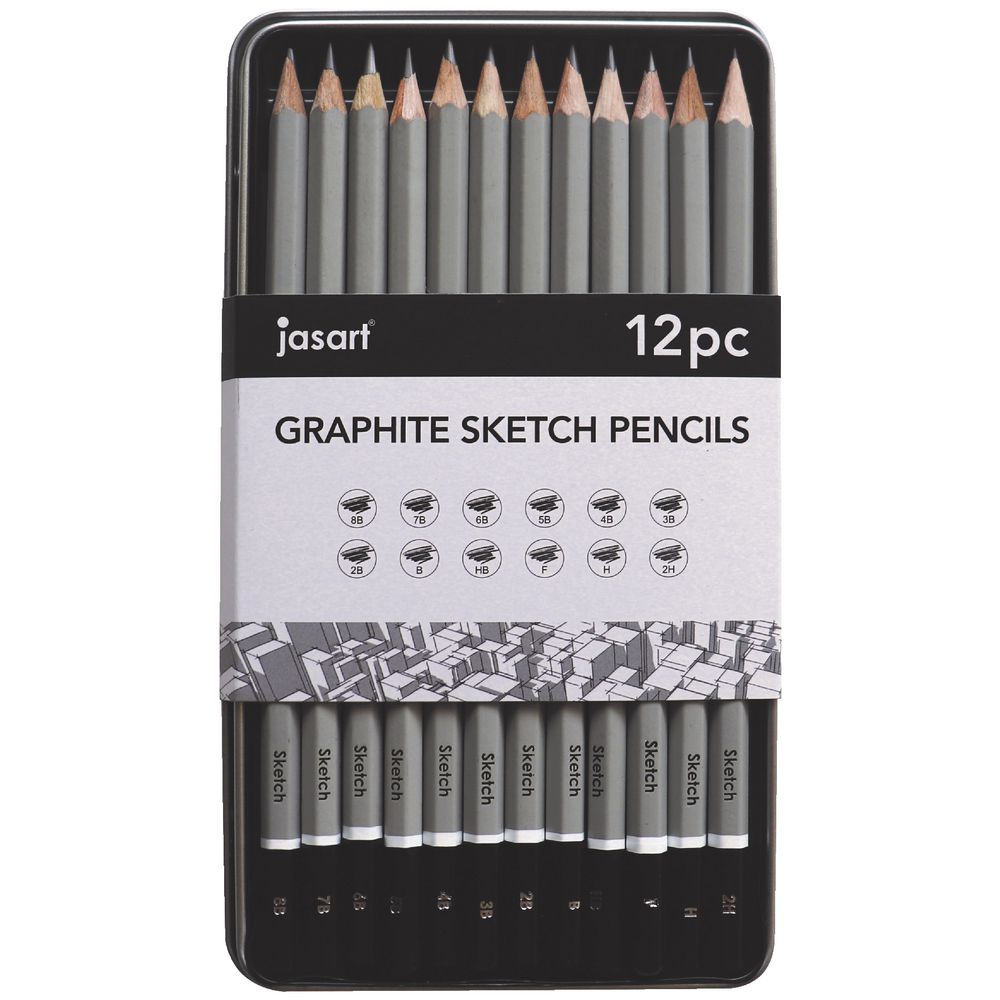 jasart®
12pc
GRAPHITE SKETCH PENCILS
8B 7B 6B 5B 4B 3B
2B B HB F H 2H
Sketch Sketch Sketch Sketch Sketch Sketch Sketch Sketch Sketch Sketch Sketch Sketch
8B 7B 6B 4B 3B 2B B H 2H